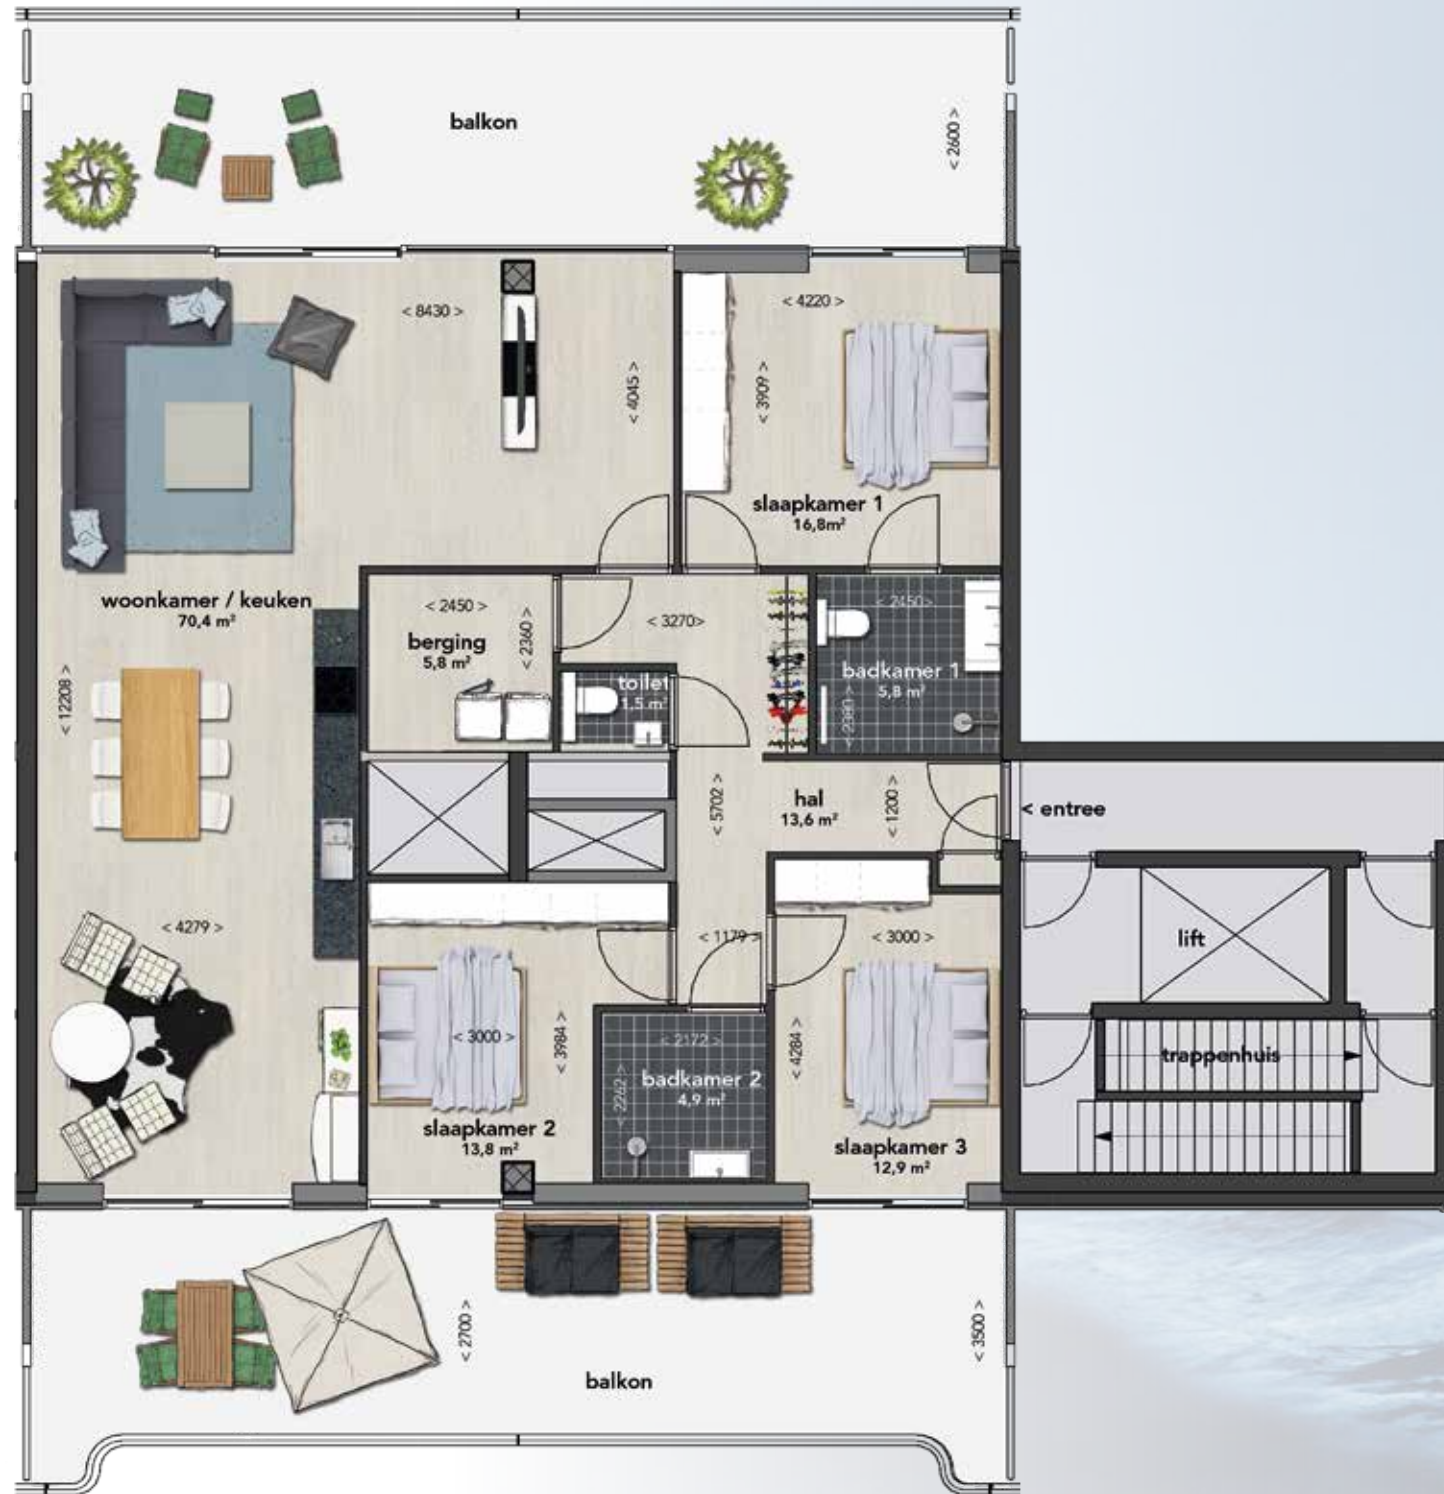 balkon
< 2600 >
< 8430 >
< 4220 >
< 4045 >
< 3909 >
slaapkamer 1
16,8m²
woonkamer / keuken
70,4 m²
< 2450 >
berging
5,8 m²
< 2360 >
< 3270>
< 2450>
toilet
1,5 m²
badkamer 1
5,8 m²
< 2380>
< 12208 >
< 5702 >
hal
13,6 m²
< 1200 >
< entree
< 4279 >
< 1179 >
< 3000 >
lift
< 3000 >
< 3984 >
< 2172 >
< 4284 >
trappenhuis
badkamer 2
4,9 m²
< 2262 >
slaapkamer 2
13,8 m²
slaapkamer 3
12,9 m²
< 2700 >
< 3500 >
balkon